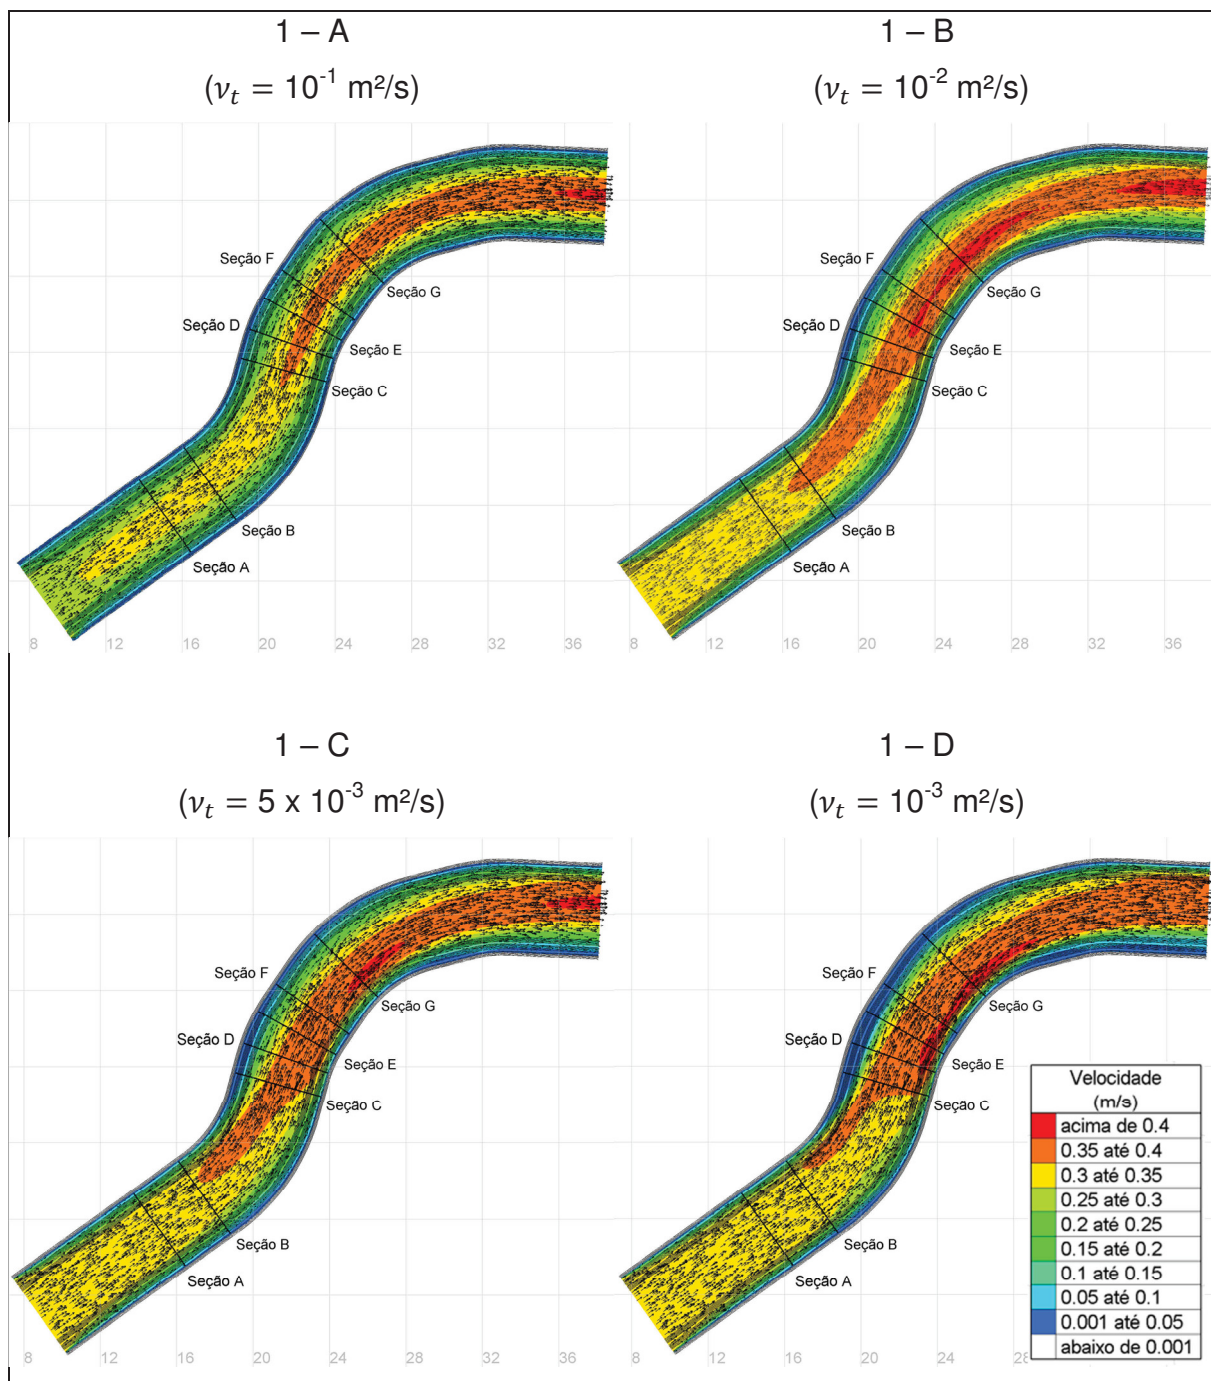 1 – A
(νₜ = 10⁻¹ m²/s)
Seção F
Seção D
Seção G
Seção E
Seção C
Seção B
Seção A
8 12 16 20 24 28 32 36
1 – B
(νₜ = 10⁻² m²/s)
Seção F
Seção D
Seção G
Seção E
Seção C
Seção B
Seção A
8 12 16 20 24 28 32 36
1 – C
(νₜ = 5 x 10⁻³ m²/s)
Seção F
Seção D
Seção G
Seção E
Seção C
Seção B
Seção A
8 12 16 20 24 28 32 36
1 – D
(νₜ = 10⁻³ m²/s)
Seção F
Seção D
Seção G
Seção E
Seção C
Seção B
Seção A
8 12 16 20 24 28
Velocidade
(m/s)
acima de 0.4
0.35 até 0.4
0.3 até 0.35
0.25 até 0.3
0.2 até 0.25
0.15 até 0.2
0.1 até 0.15
0.05 até 0.1
0.001 até 0.05
abaixo de 0.001